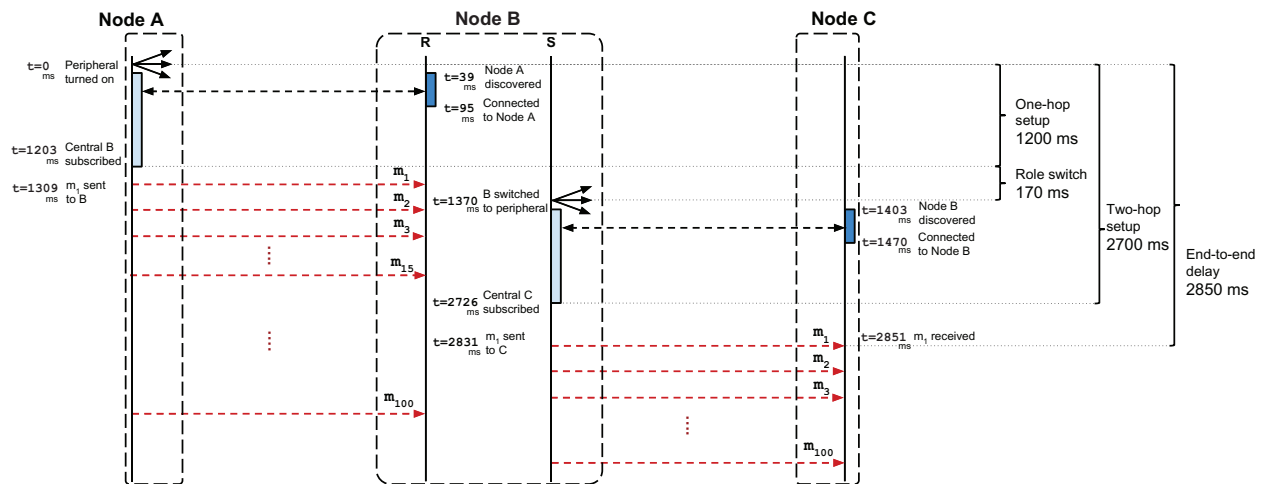 Node A
Node B
Node C
R
S
t=0
ms
Peripheral
turned on
t=39
ms
Node A
discovered
t=95
ms
Connected
to Node A
One-hop
setup
1200 ms
t=1203
ms
Central B
subscribed
t=1309
ms
m1 sent
to B
m1
m2
m3
m15
m100
Role switch
170 ms
t=1370
ms
B switched
to peripheral
t=1403
ms
Node B
discovered
t=1470
ms
Connected
to Node B
Two-hop
setup
2700 ms
End-to-end
delay
2850 ms
t=2726
ms
Central C
subscribed
t=2831
ms
m1 sent
to C
m1
m2
m3
m100
t=2851
ms
m1 received